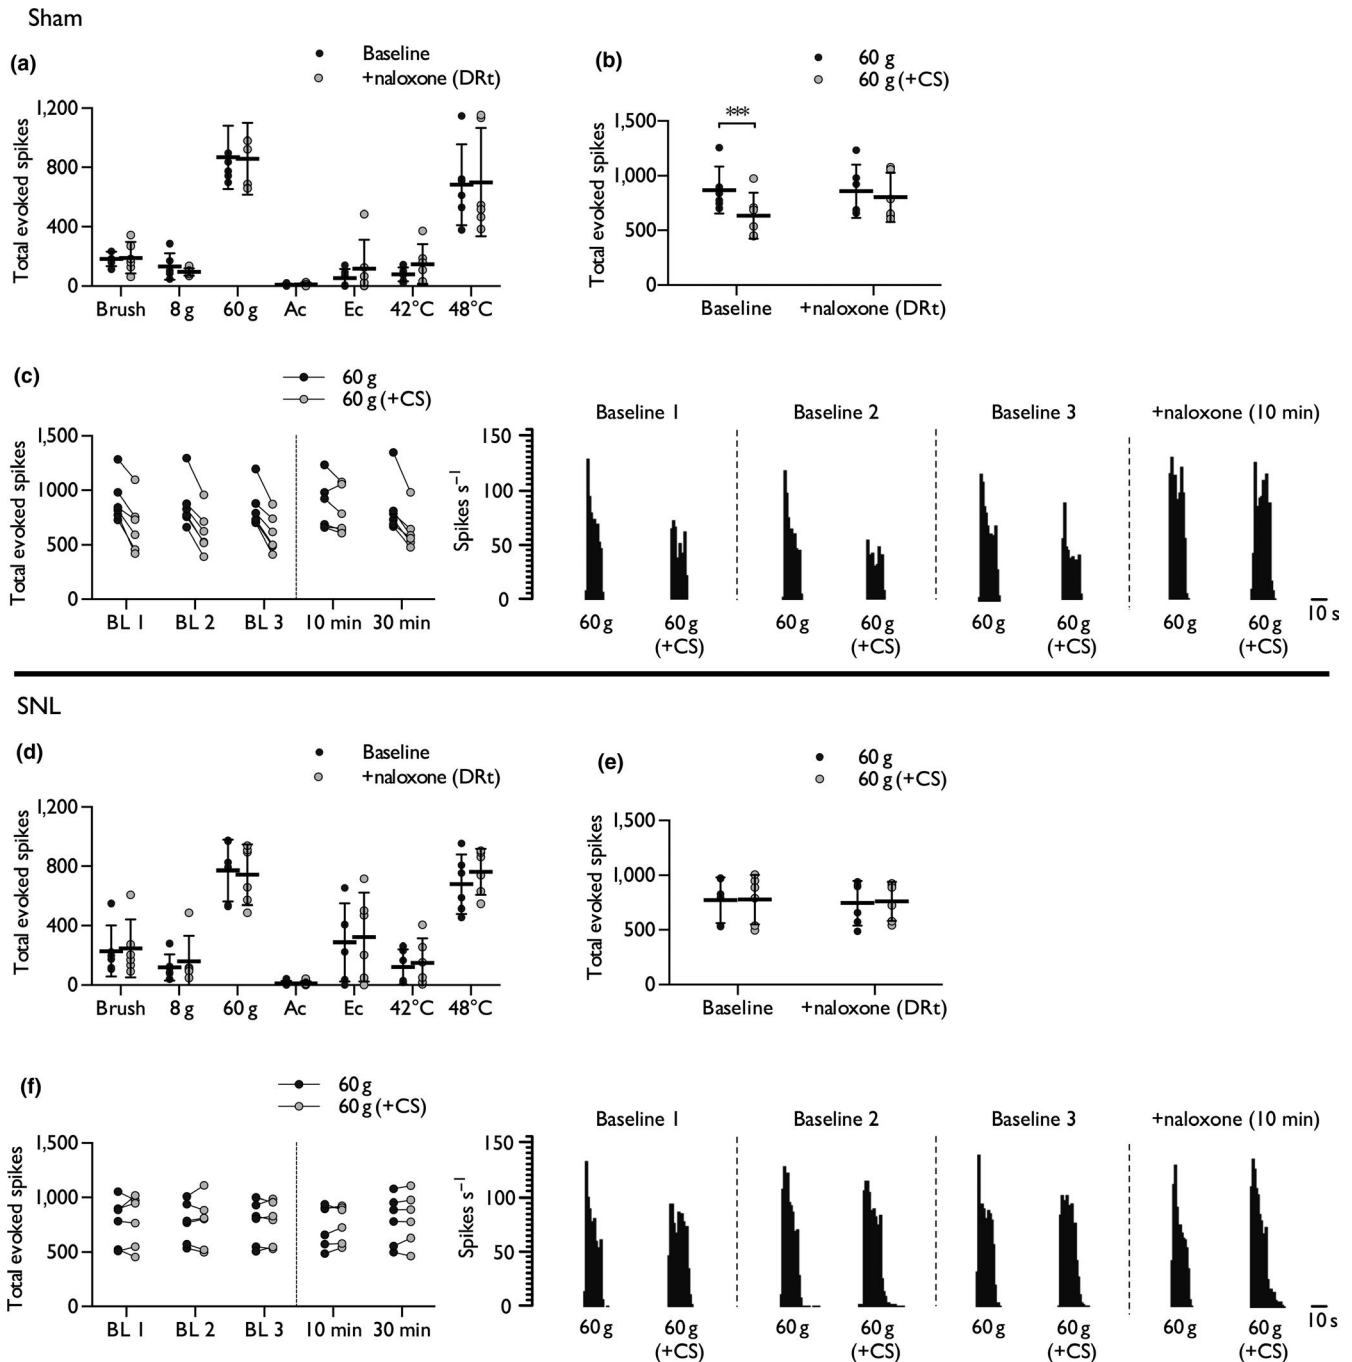 Sham
(a)
Baseline
+naloxone (DRt)
Total evoked spikes
1,200
800
400
0
Brush 8 g 60 g Ac Ec 42°C 48°C
(b)
60 g
60 g (+CS)
***
Total evoked spikes
1,500
1,000
500
0
Baseline +naloxone (DRt)
(c)
60 g
60 g (+CS)
Total evoked spikes
1,500
1,000
500
0
BL 1 BL 2 BL 3 10 min 30 min
Baseline 1 Baseline 2 Baseline 3 +naloxone (10 min)
Spikes s⁻¹
150
100
50
0
60 g 60 g 60 g 60 g 60 g 60 g 60 g 60 g
(+CS) (+CS) (+CS) (+CS)
10 s
SNL
(d)
Baseline
+naloxone (DRt)
Total evoked spikes
1,200
800
400
0
Brush 8 g 60 g Ac Ec 42°C 48°C
(e)
60 g
60 g (+CS)
Total evoked spikes
1,500
1,000
500
0
Baseline +naloxone (DRt)
(f)
60 g
60 g (+CS)
Total evoked spikes
1,500
1,000
500
0
BL 1 BL 2 BL 3 10 min 30 min
Baseline 1 Baseline 2 Baseline 3 +naloxone (10 min)
Spikes s⁻¹
150
100
50
0
60 g 60 g 60 g 60 g 60 g 60 g 60 g 60 g
(+CS) (+CS) (+CS) (+CS)
10 s